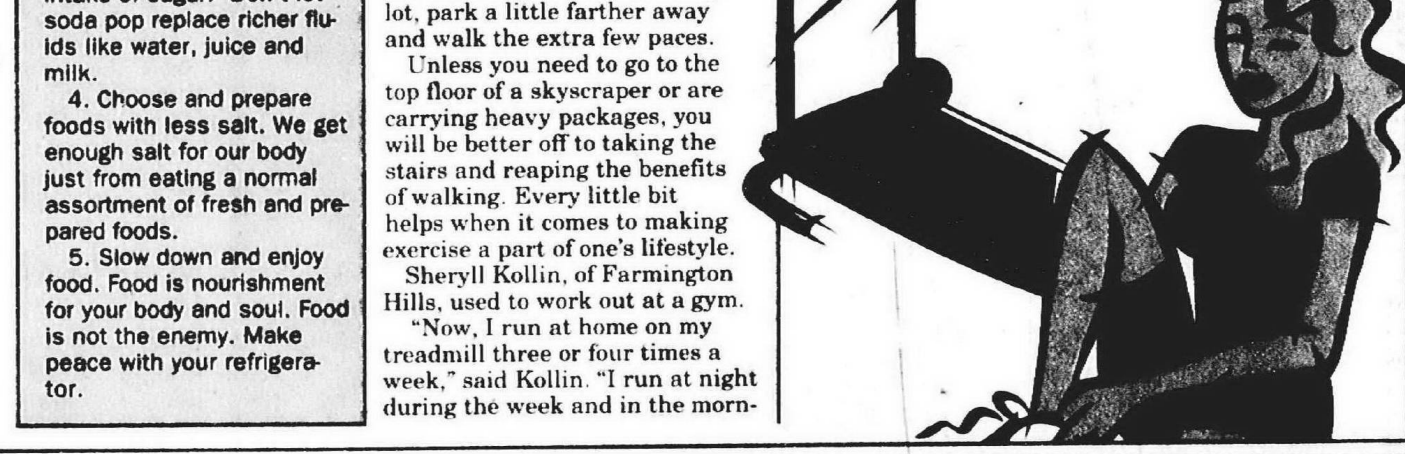 soda pop replace richer flu-
ids like water, juice and
milk.
4. Choose and prepare
foods with less salt. We get
enough salt for our body
just from eating a normal
assortment of fresh and pre-
pared foods.
5. Slow down and enjoy
food. Food is nourishment
for your body and soul. Food
is not the enemy. Make
peace with your refrigera-
tor.
lot, park a little farther away
and walk the extra few paces.
Unless you need to go to the
top floor of a skyscraper or are
carrying heavy packages, you
will be better off to taking the
stairs and reaping the benefits
of walking. Every little bit
helps when it comes to making
exercise a part of one's lifestyle.
Sheryll Kollin, of Farmington
Hills, used to work out at a gym.
"Now, I run at home on my
treadmill three or four times a
week," said Kollin. "I run at night
during the week and in the morn-